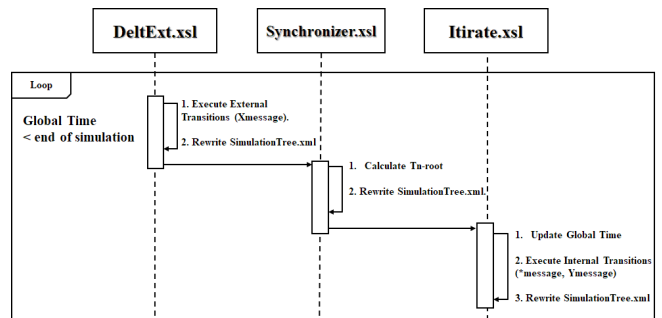 DeltExt.xsl
Synchronizer.xsl
Itirate.xsl
Loop
Global Time
< end of simulation
1. Execute External
Transitions (Xmessage).
2. Rewrite SimulationTree.xml
1. Calculate Tn-root
2. Rewrite SimulationTree.xml.
1. Update Global Time
2. Execute Internal Transitions
(*message, Ymessage)
3. Rewrite SimulationTree.xml